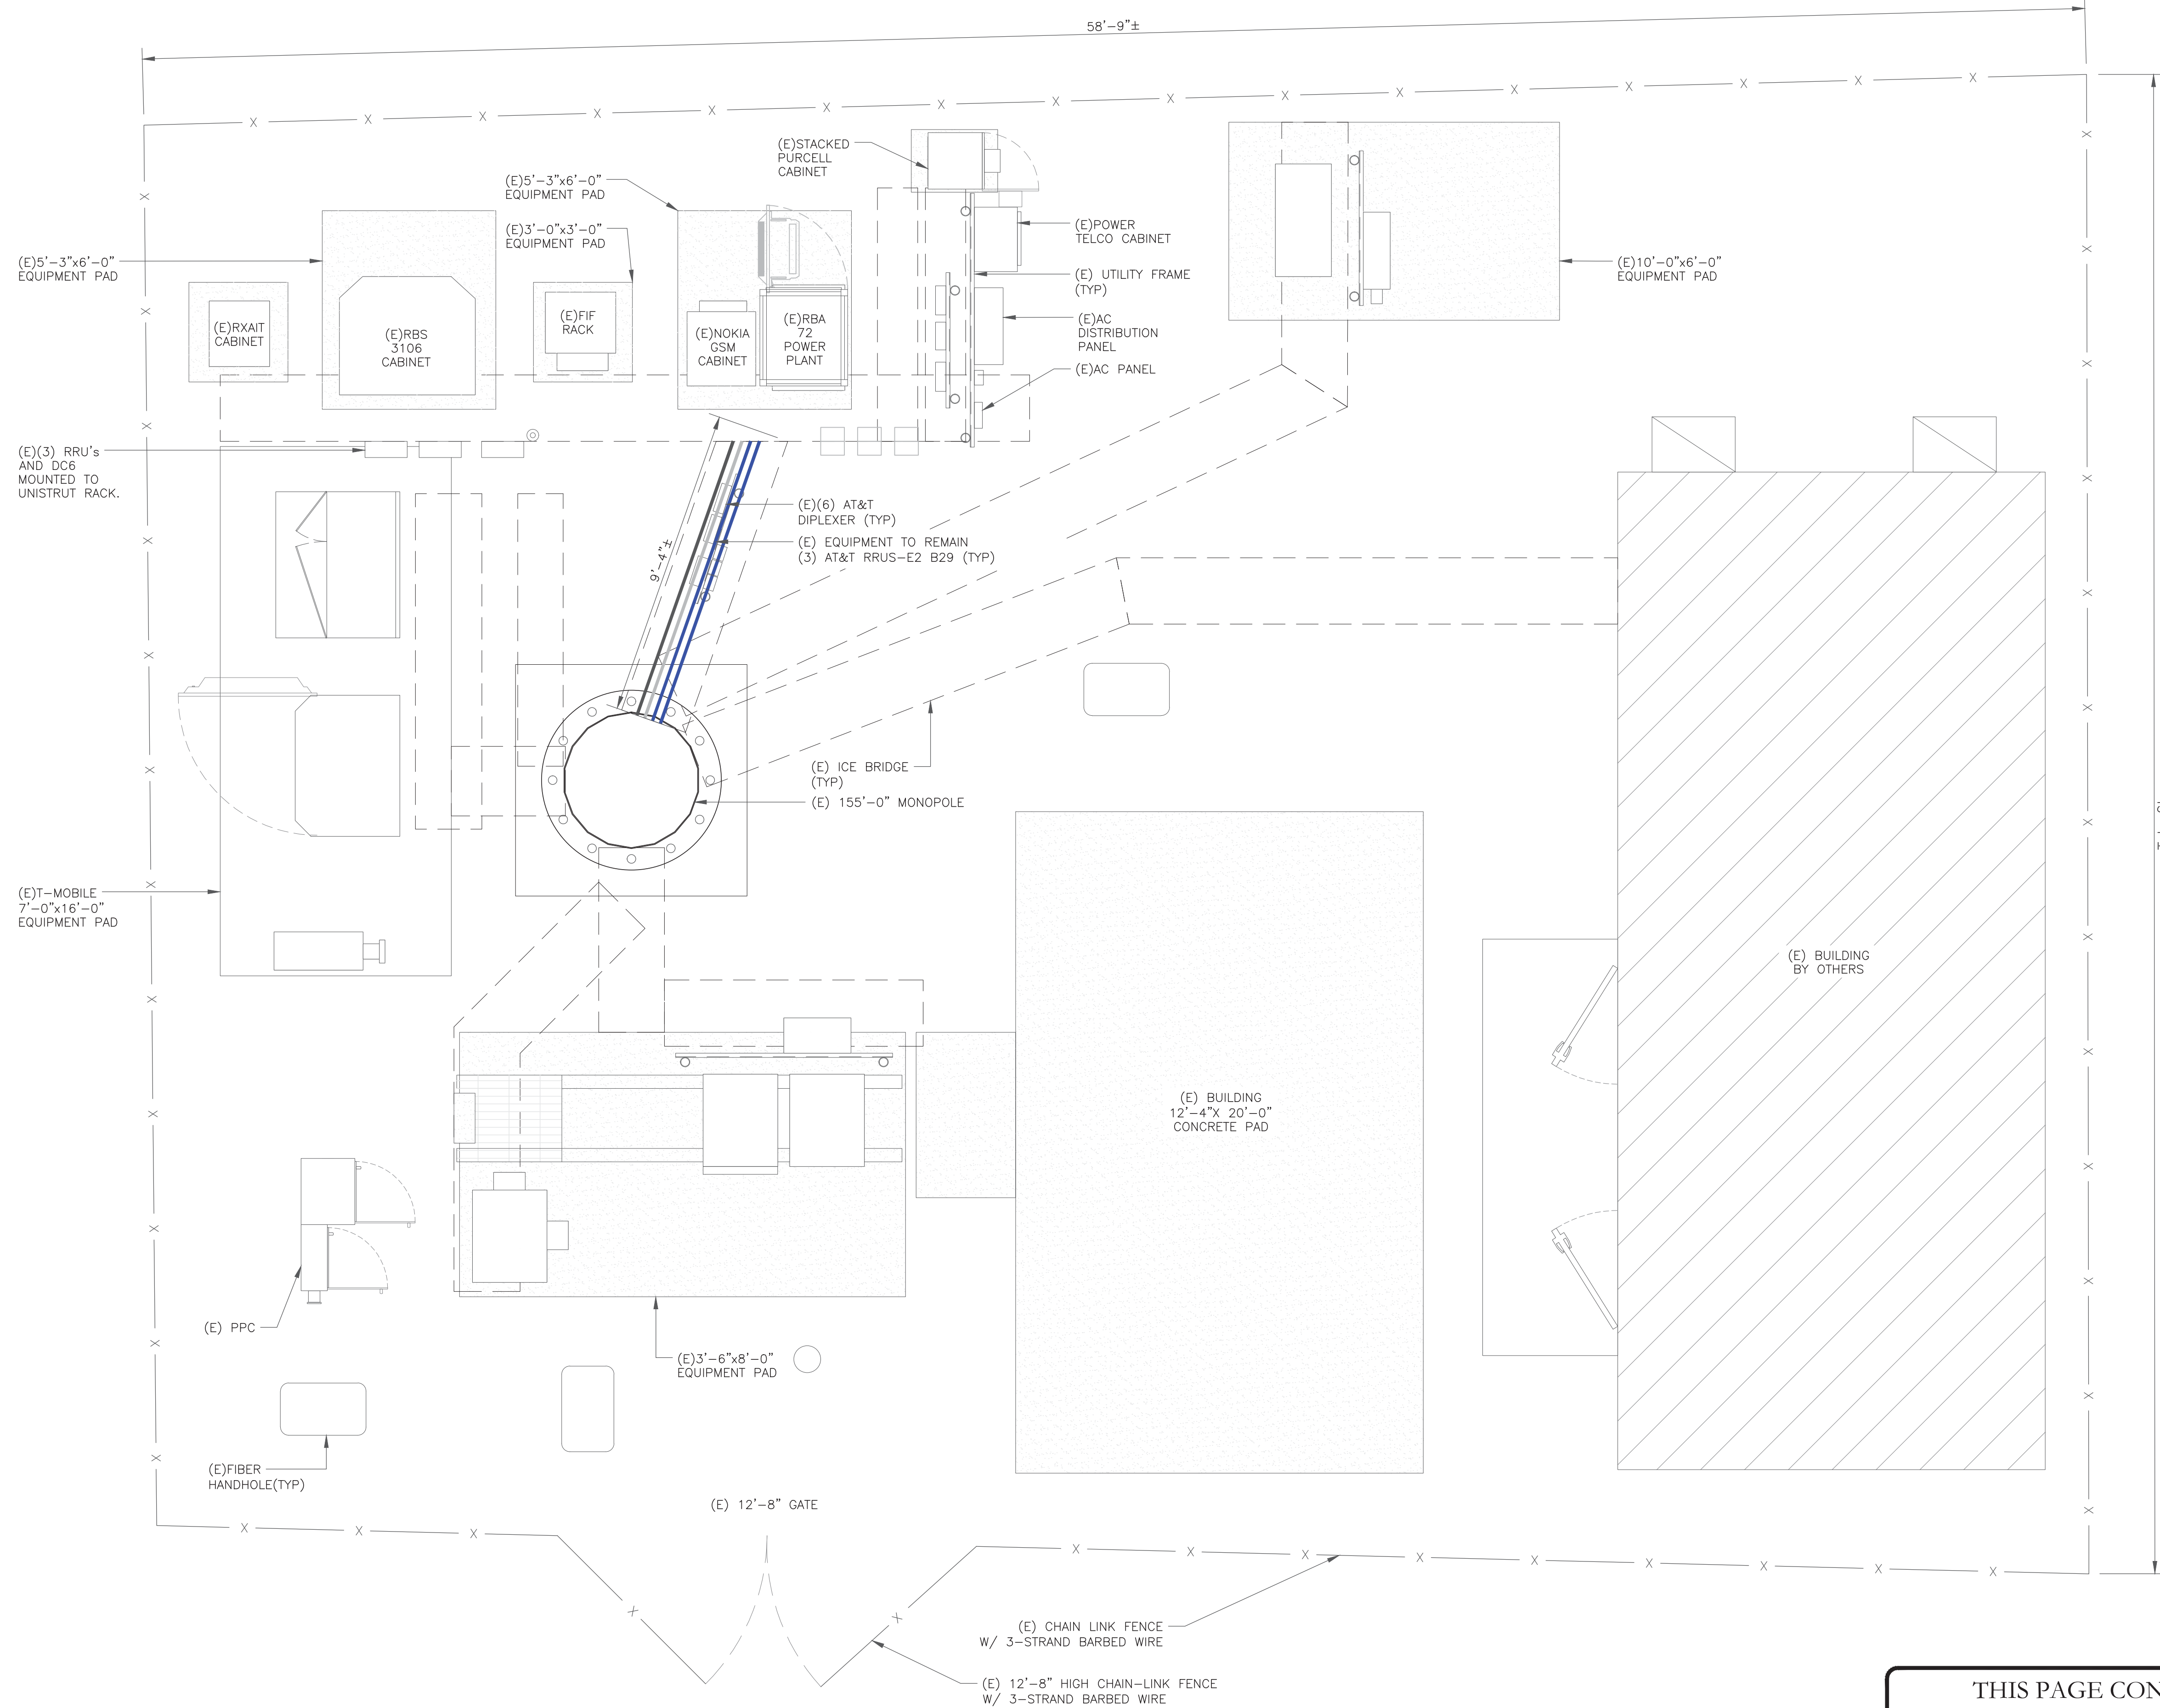 58'-9"±
(E)STACKED
PURCELL
CABINET
(E)5'-3"x6'-0"
EQUIPMENT PAD
(E)3'-0"x3'-0"
EQUIPMENT PAD
(E)POWER
TELCO CABINET
(E)5'-3"x6'-0"
EQUIPMENT PAD
(E) UTILITY FRAME
(TYP)
(E)10'-0"x6'-0"
EQUIPMENT PAD
(E)RXAIT
CABINET
(E)RBS
3106
CABINET
(E)FIF
RACK
(E)NOKIA
GSM
CABINET
(E)RBA
72
POWER
PLANT
(E)AC
DISTRIBUTION
PANEL
(E)AC PANEL
(E)(3) RRU's
AND DC6
MOUNTED TO
UNISTRUT RACK.
(E)(6) AT&T
DIPLEXER (TYP)
(E) EQUIPMENT TO REMAIN
(3) AT&T RRUS-E2 B29 (TYP)
9'-4"±
(E) ICE BRIDGE
(TYP)
(E) 155'-0" MONOPOLE
(E)T-MOBILE
7'-0"x16'-0"
EQUIPMENT PAD
(E) BUILDING
BY OTHERS
(E) BUILDING
12'-4"X 20'-0"
CONCRETE PAD
(E) PPC
(E)3'-6"x8'-0"
EQUIPMENT PAD
(E)FIBER
HANDHOLE(TYP)
(E) 12'-8" GATE
(E) CHAIN LINK FENCE
W/ 3-STRAND BARBED WIRE
(E) 12'-8" HIGH CHAIN-LINK FENCE
W/ 3-STRAND BARBED WIRE
THIS PAGE